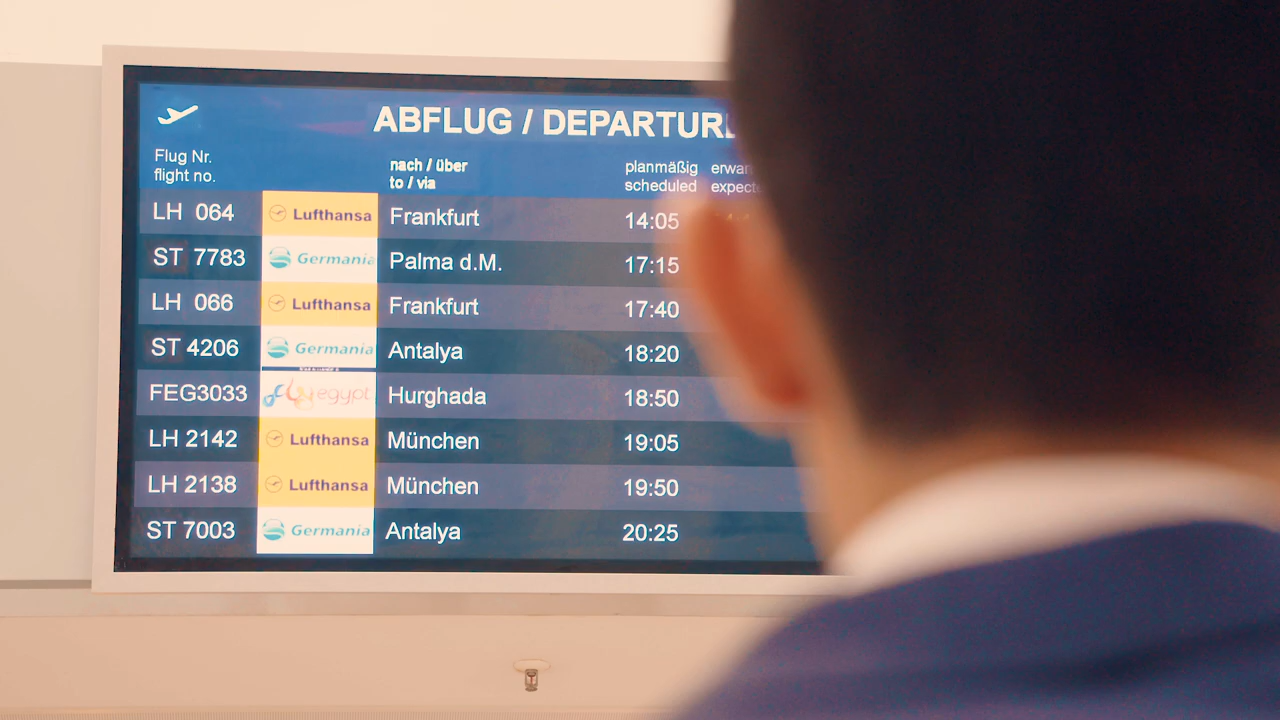 ABFLUG / DEPARTUR
Flug Nr. nach / über planmäßig
flight no. to / via scheduled
LH 064 Lufthansa Frankfurt 14:05
ST 7783 Germania Palma d.M. 17:15
LH 066 Lufthansa Frankfurt 17:40
ST 4206 Germania Antalya 18:20
FEG3033 fly egypt Hurghada 18:50
LH 2142 Lufthansa München 19:05
LH 2138 Lufthansa München 19:50
ST 7003 Germania Antalya 20:25